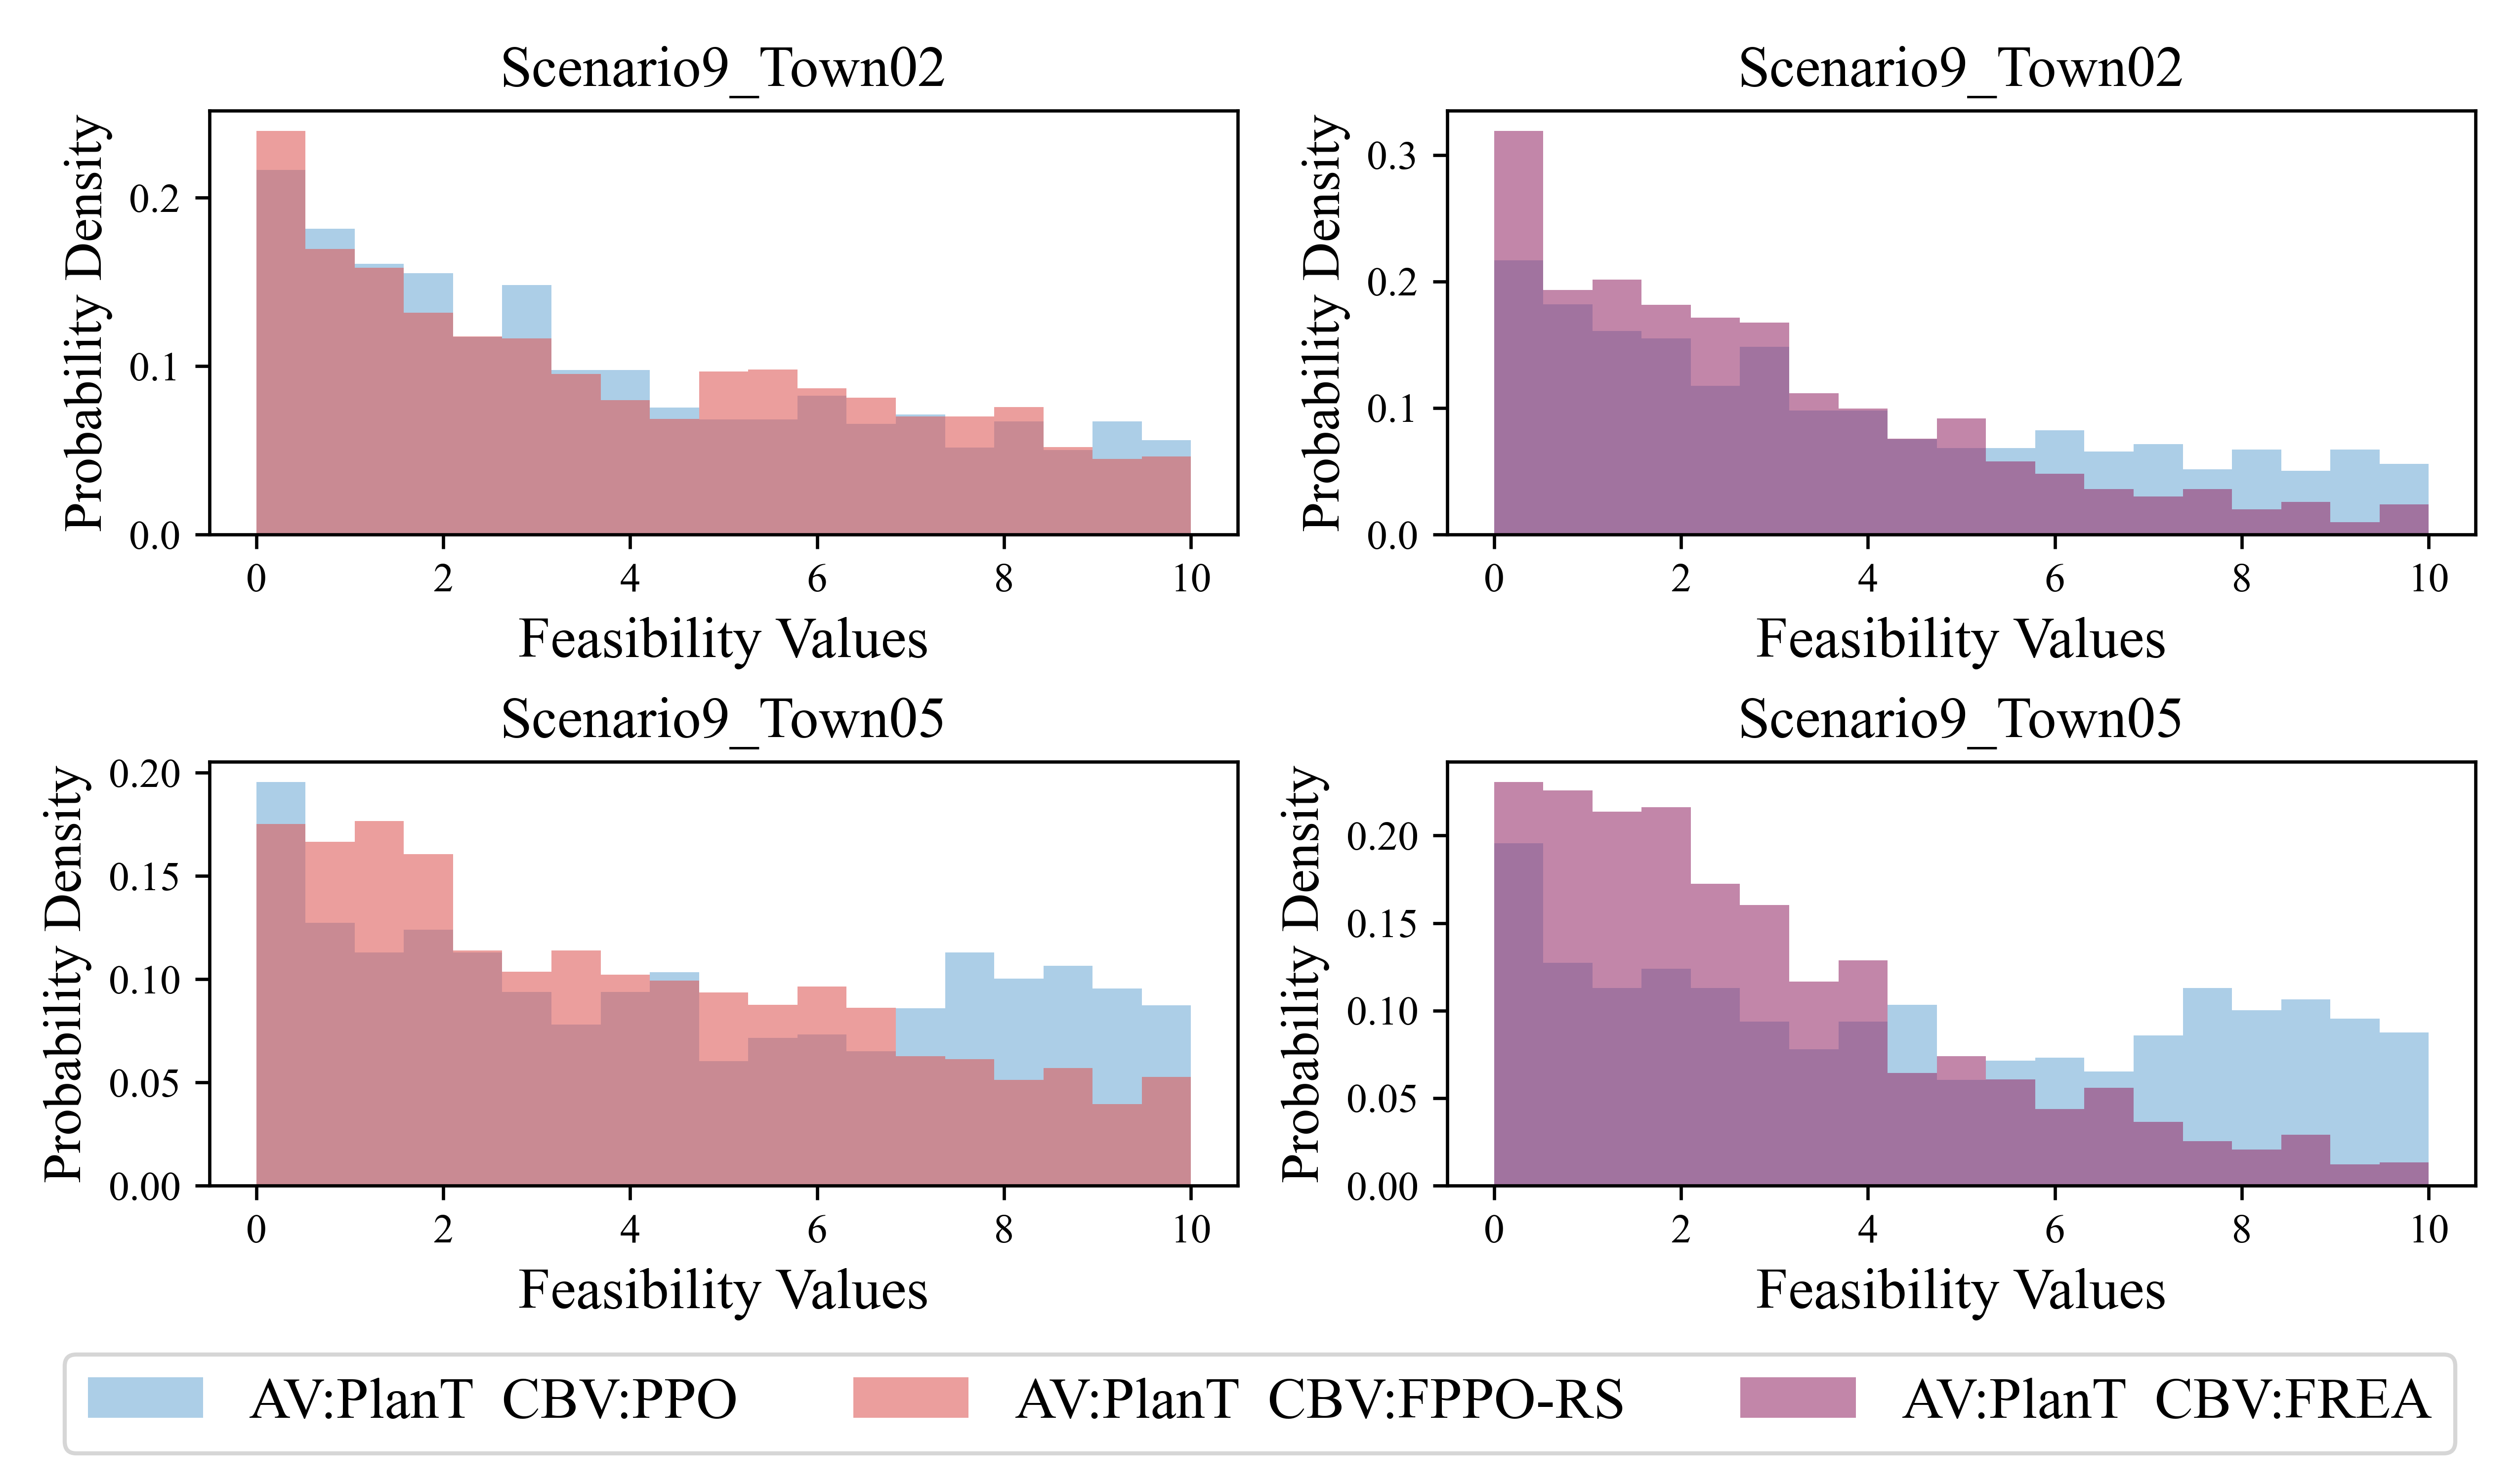 Scenario9_Town02
Probability Density
0.2
0.1
0.0
0 2 4 6 8 10
Feasibility Values
Scenario9_Town02
Probability Density
0.3
0.2
0.1
0.0
0 2 4 6 8 10
Feasibility Values
Scenario9_Town05
Probability Density
0.20
0.15
0.10
0.05
0.00
0 2 4 6 8 10
Feasibility Values
Scenario9_Town05
Probability Density
0.20
0.15
0.10
0.05
0.00
0 2 4 6 8 10
Feasibility Values
AV:PlanT CBV:PPO
AV:PlanT CBV:FPPO-RS
AV:PlanT CBV:FREA